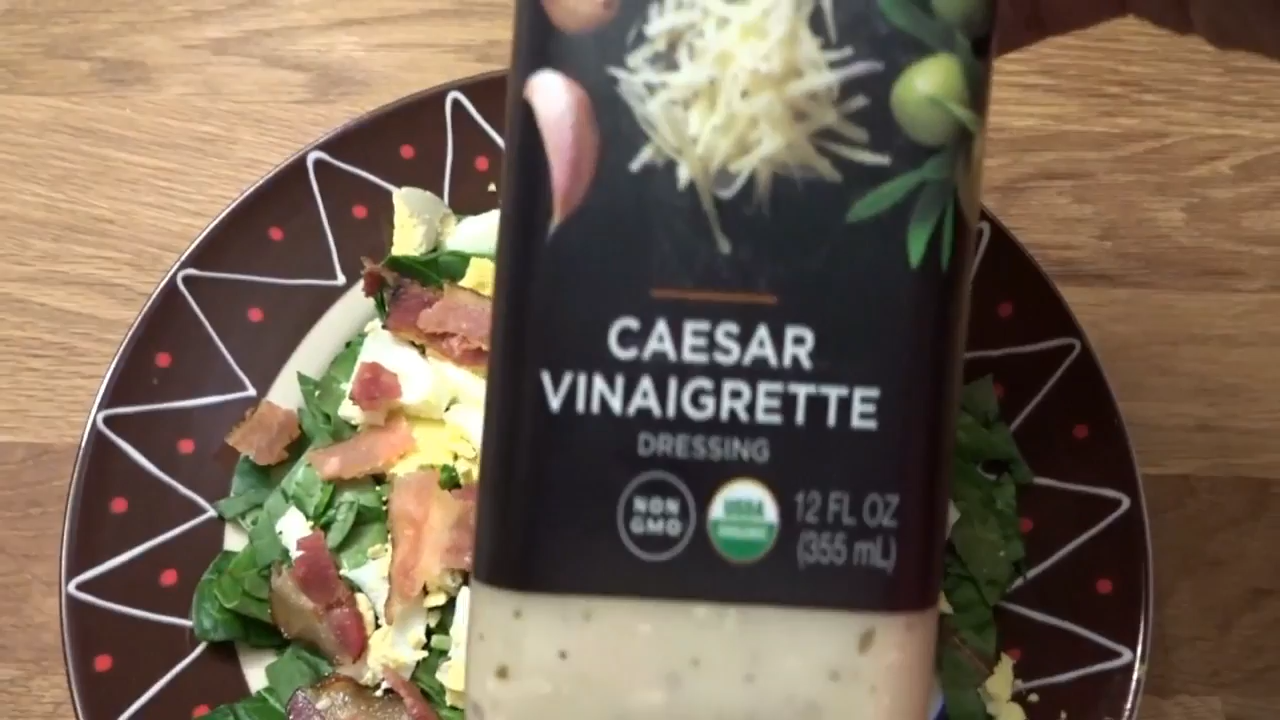 CAESAR
VINAIGRETTE
DRESSING
NON
GMO
USDA
ORGANIC
12 FL OZ
(355 mL)